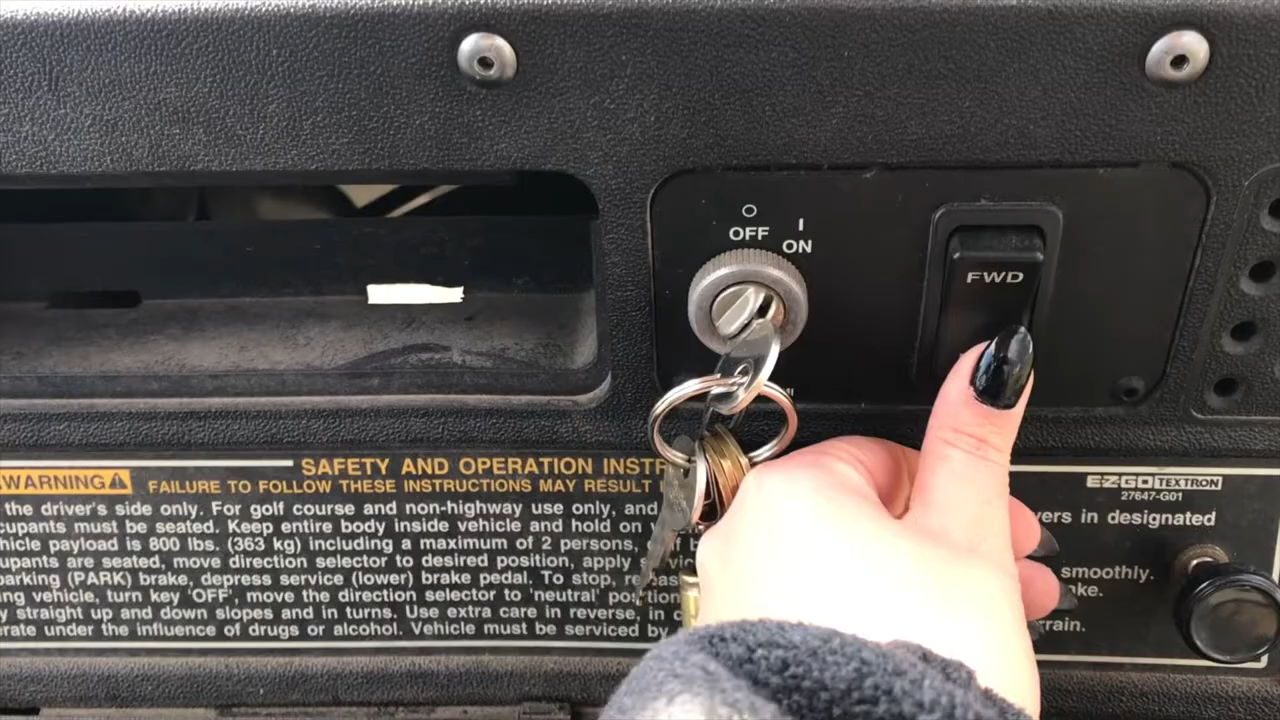 O
OFF
I
ON
FWD
SAFETY AND OPERATION INSTR
WARNING
FAILURE TO FOLLOW THESE INSTRUCTIONS MAY RESULT
the driver's side only. For golf course and non-highway use only, and
cupants must be seated. Keep entire body inside vehicle and hold on
hicle payload is 800 lbs. (363 kg) including a maximum of 2 persons,
upants are seated, move direction selector to desired position, apply servic
parking (PARK) brake, depress service (lower) brake pedal. To stop,
ing vehicle, turn key 'OFF', move the direction selector to 'neutral' position
y straight up and down slopes and in turns. Use extra care in reverse, in
erate under the influence of drugs or alcohol. Vehicle must be serviced by
E-Z-GO TEXTRON
27647-G01
vers in designated
smoothly.
ke.
rrain.